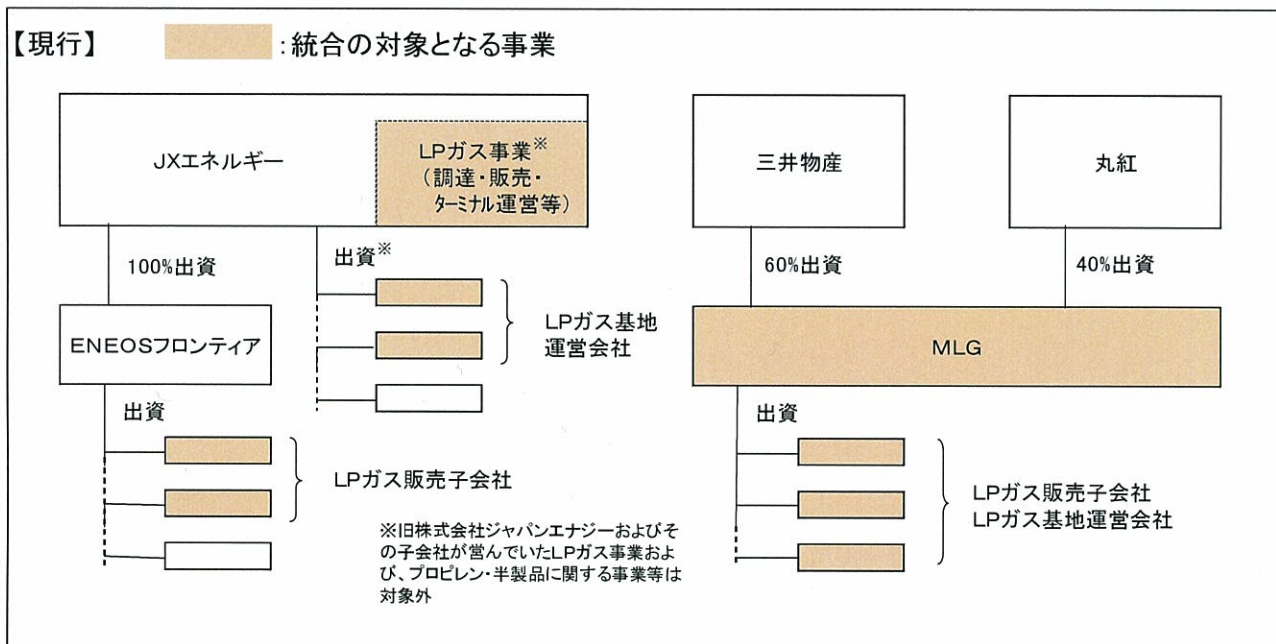 【現行】 :統合の対象となる事業
JXエネルギー
LPガス事業※
(調達・販売・
ターミナル運営等)
三井物産
丸紅
100%出資
出資※
60%出資
40%出資
LPガス基地
運営会社
ENEOSフロンティア
MLG
出資
出資
LPガス販売子会社
LPガス販売子会社
LPガス基地運営会社
※旧株式会社ジャパンエナジーおよびそ
の子会社が営んでいたLPガス事業およ
び、プロピレン・半製品に関する事業等は
対象外